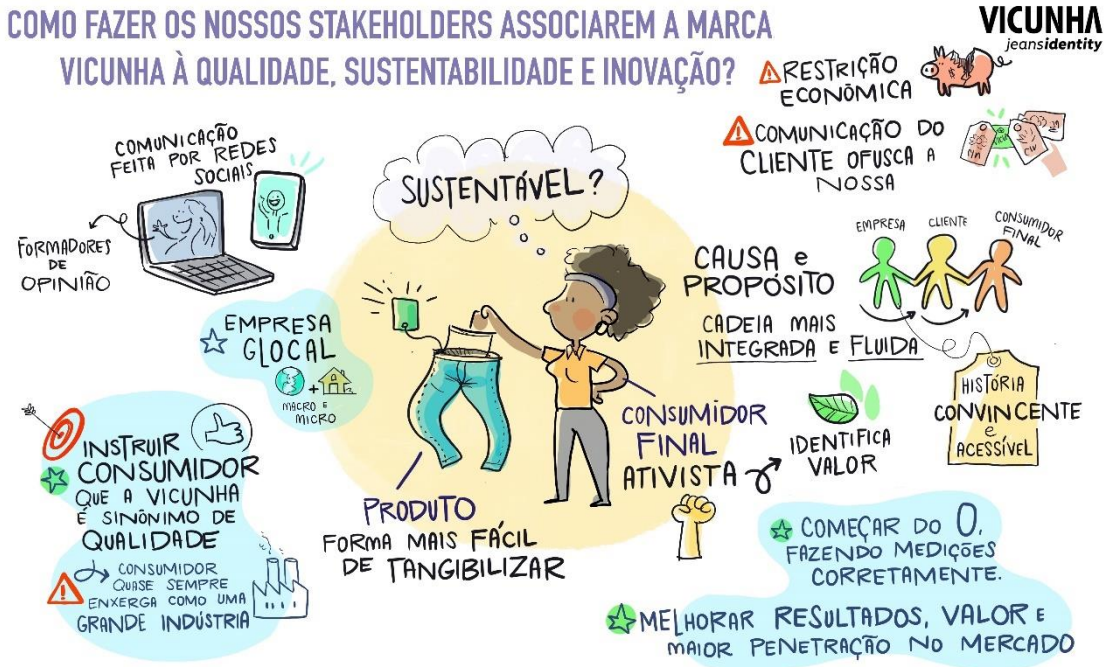 COMO FAZER OS NOSSOS STAKEHOLDERS ASSOCIAREM A MARCA
VICUNHA À QUALIDADE, SUSTENTABILIDADE E INOVAÇÃO?
VICUNHA
jeansidentity
RESTRIÇÃO
ECONÔMICA
COMUNICAÇÃO DO
CLIENTE OFUSCA A
NOSSA
COMUNICAÇÃO
FEITA POR REDES
SOCIAIS
FORMADORES
DE
OPINIÃO
SUSTENTÁVEL?
EMPRESA
CLIENTE
CONSUMIDOR
FINAL
CAUSA e
PROPÓSITO
CADEIA MAIS
INTEGRADA E FLUIDA
HISTÓRIA
CONVINCENTE
e
ACESSÍVEL
EMPRESA
GLOCAL
+
MACRO E
MICRO
CONSUMIDOR
FINAL
ATIVISTA
IDENTIFICA
VALOR
INSTRUIR
CONSUMIDOR
QUE A VICUNHA
É SINÔNIMO DE
QUALIDADE
CONSUMIDOR
QUASE SEMPRE
ENXERGA COMO UMA
GRANDE INDÚSTRIA
PRODUTO
FORMA MAIS FÁCIL
DE TANGIBILIZAR
COMEÇAR DO 0,
FAZENDO MEDIÇÕES
CORRETAMENTE.
MELHORAR RESULTADOS, VALOR E
MAIOR PENETRAÇÃO NO MERCADO